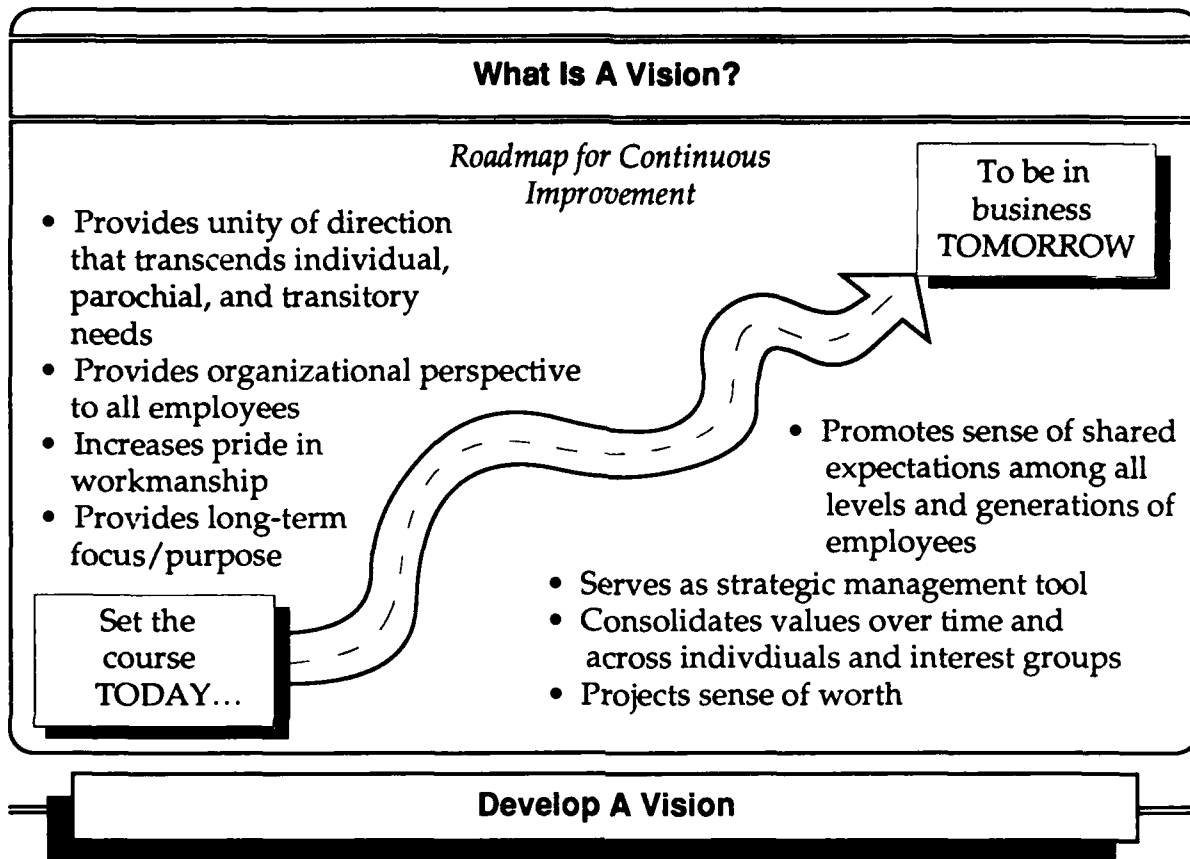 What Is A Vision?
Roadmap for Continuous
Improvement
To be in
business
TOMORROW
• Provides unity of direction
that transcends individual,
parochial, and transitory
needs
• Provides organizational perspective
to all employees
• Increases pride in
workmanship
• Provides long-term
focus/purpose
• Promotes sense of shared
expectations among all
levels and generations of
employees
• Serves as strategic management tool
• Consolidates values over time and
across indivdiuals and interest groups
• Projects sense of worth
Set the
course
TODAY...
Develop A Vision